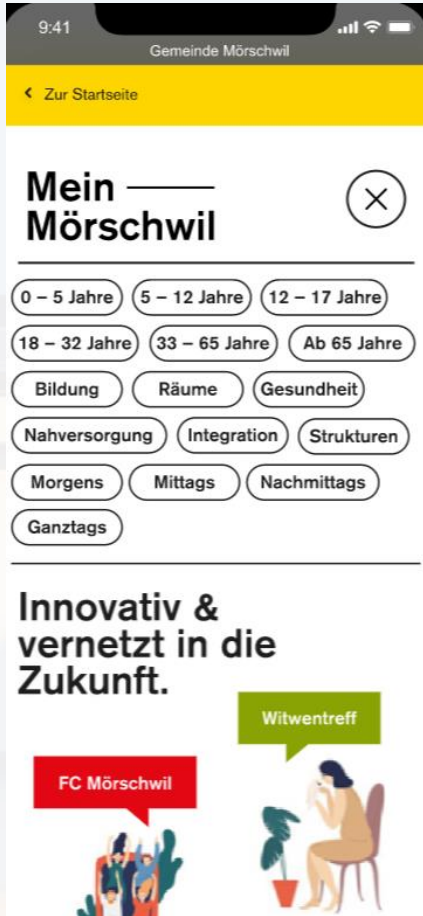 9:41
Gemeinde Mörschwil
Zur Startseite
Mein
Mörschwil
0 – 5 Jahre 5 – 12 Jahre 12 – 17 Jahre
18 – 32 Jahre 33 – 65 Jahre Ab 65 Jahre
Bildung Räume Gesundheit
Nahversorgung Integration Strukturen
Morgens Mittags Nachmittags
Ganztags
Innovativ &
vernetzt in die
Zukunft.
Witwentreff
FC Mörschwil